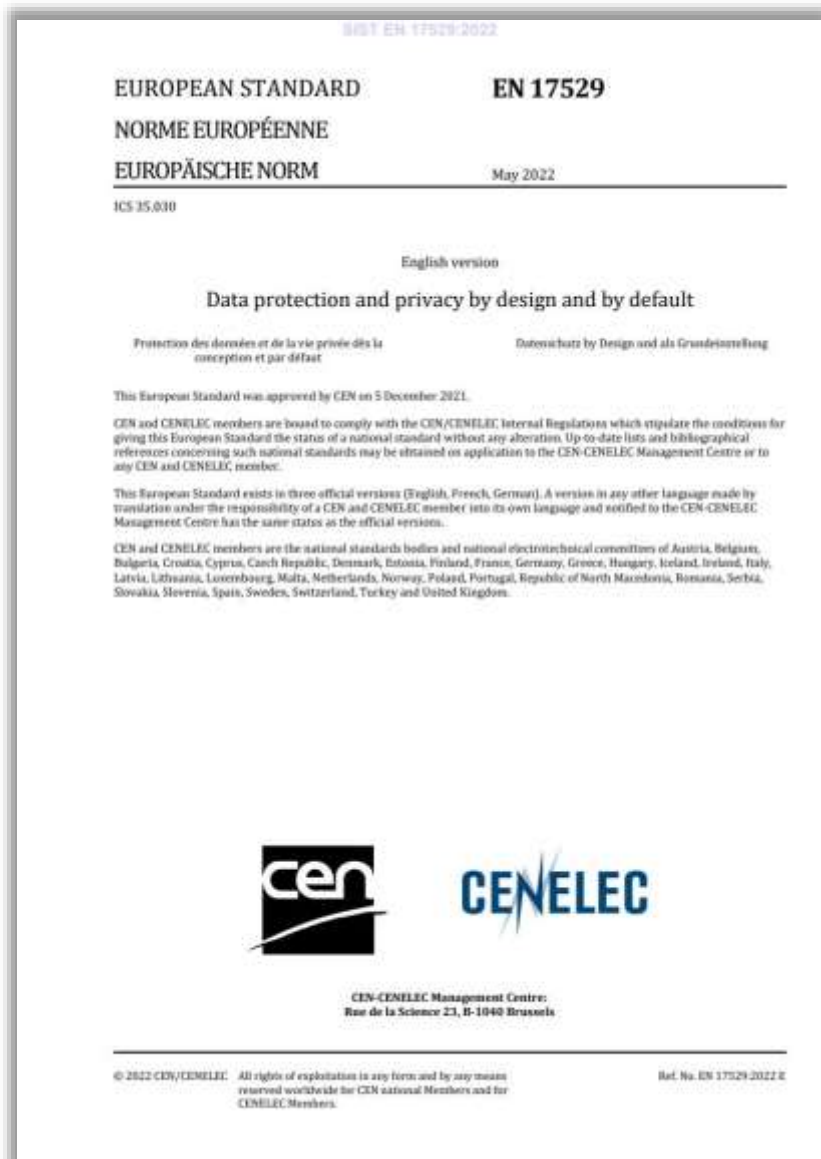 SIST EN 17529:2022
EUROPEAN STANDARD
EN 17529
NORME EUROPÉENNE
EUROPÄISCHE NORM
May 2022
ICS 35.030
English version
Data protection and privacy by design and by default
Protection des données et de la vie privée dès la
conception et par défaut
Datenschutz by Design und als Grundeinstellung
This European Standard was approved by CEN on 5 December 2021.
CEN and CENELEC members are bound to comply with the CEN/CENELEC Internal Regulations which stipulate the conditions for
giving this European Standard the status of a national standard without any alteration. Up-to-date lists and bibliographical
references concerning such national standards may be obtained on application to the CEN-CENELEC Management Centre or to
any CEN and CENELEC member.
This European Standard exists in three official versions (English, French, German). A version in any other language made by
translation under the responsibility of a CEN and CENELEC member into its own language and notified to the CEN-CENELEC
Management Centre has the same status as the official versions.
CEN and CENELEC members are the national standards bodies and national electrotechnical committees of Austria, Belgium,
Bulgaria, Croatia, Cyprus, Czech Republic, Denmark, Estonia, Finland, France, Germany, Greece, Hungary, Iceland, Ireland, Italy,
Latvia, Lithuania, Luxembourg, Malta, Netherlands, Norway, Poland, Portugal, Republic of North Macedonia, Romania, Serbia,
Slovakia, Slovenia, Spain, Sweden, Switzerland, Turkey and United Kingdom.
cen
CENELEC
CEN-CENELEC Management Centre:
Rue de la Science 23, B-1040 Brussels
© 2022 CEN/CENELEC All rights of exploitation in any form and by any means
reserved worldwide for CEN national Members and for
CENELEC Members.
Ref. No. EN 17529:2022 E